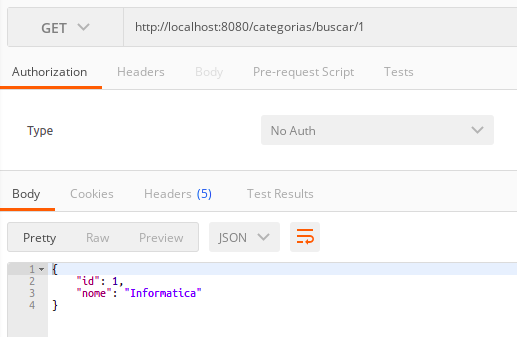 GET http://localhost:8080/categorias/buscar/1
Authorization Headers Body Pre-request Script Tests
Type No Auth
Body Cookies Headers (5) Test Results
Pretty Raw Preview JSON
1 {
2 "id": 1,
3 "nome": "Informatica"
4 }